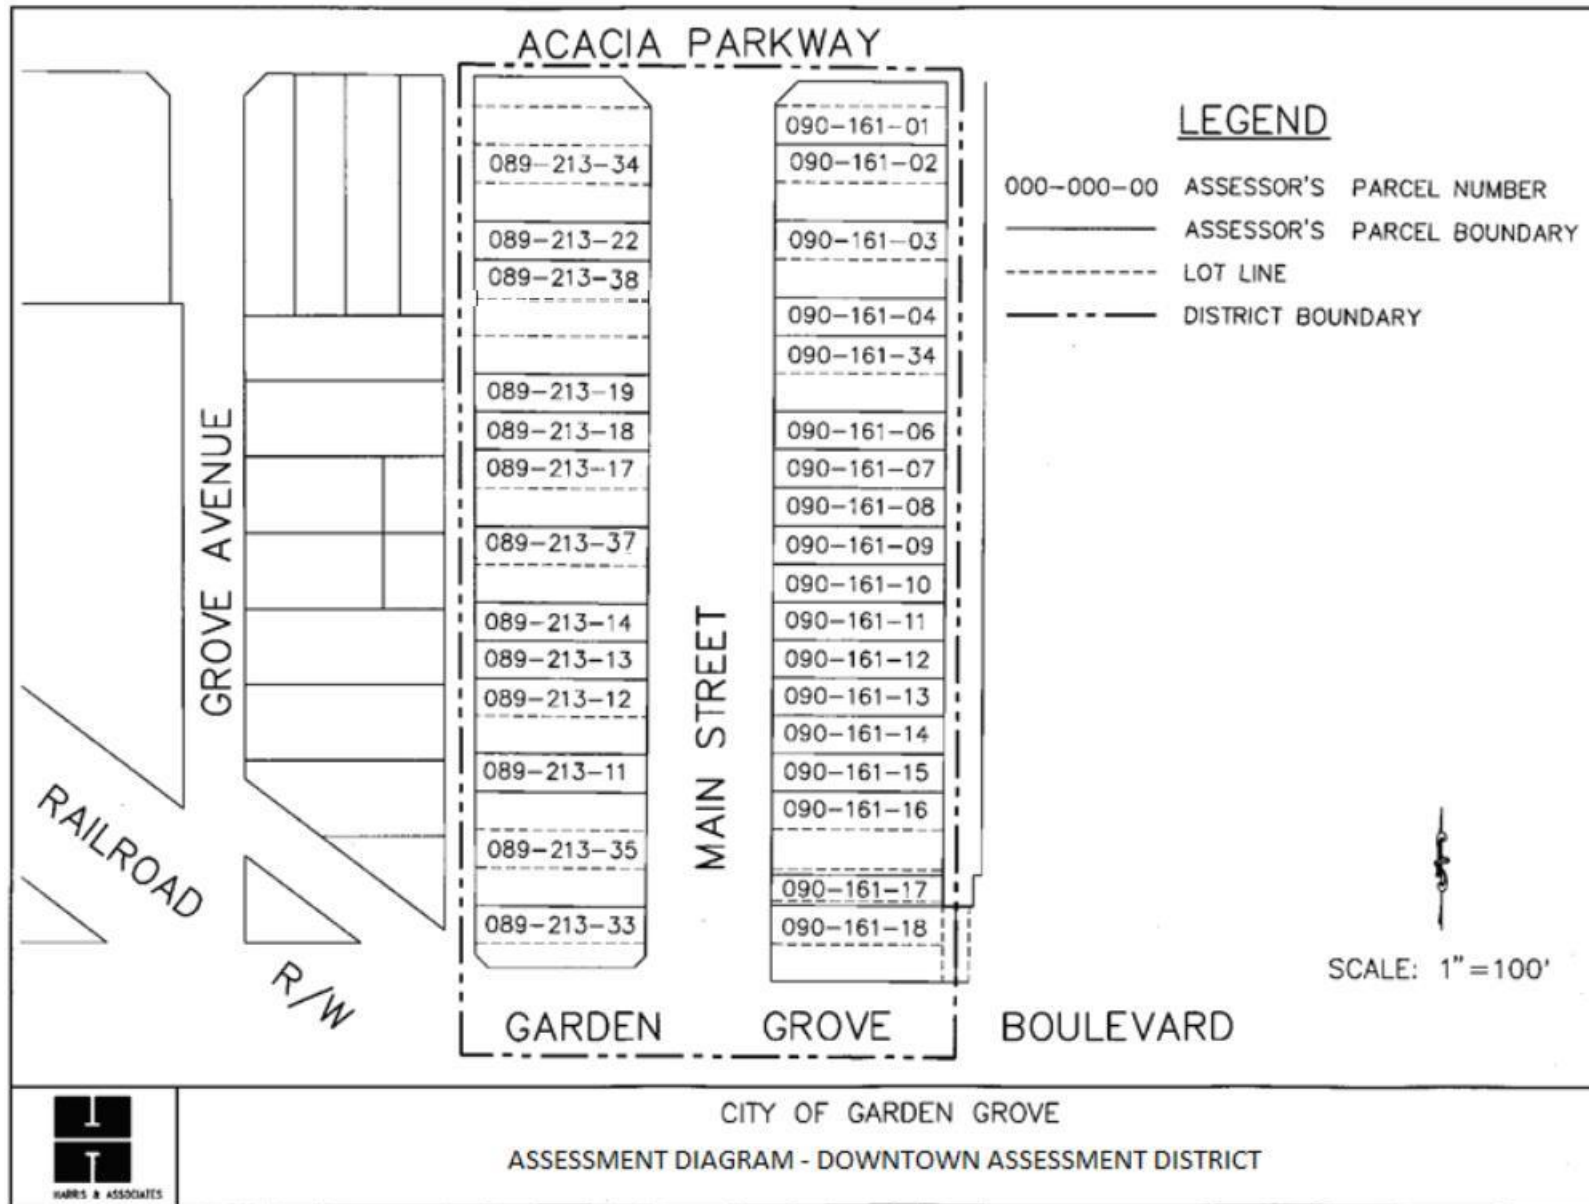 ACACIA PARKWAY
089-213-34
089-213-22
089-213-38
089-213-19
089-213-18
089-213-17
089-213-37
089-213-14
089-213-13
089-213-12
089-213-11
089-213-35
089-213-33
090-161-01
090-161-02
090-161-03
090-161-04
090-161-34
090-161-06
090-161-07
090-161-08
090-161-09
090-161-10
090-161-11
090-161-12
090-161-13
090-161-14
090-161-15
090-161-16
090-161-17
090-161-18
LEGEND
000-000-00 ASSESSOR'S PARCEL NUMBER
ASSESSOR'S PARCEL BOUNDARY
LOT LINE
DISTRICT BOUNDARY
GROVE AVENUE
MAIN STREET
RAILROAD
R/W
SCALE: 1"=100'
GARDEN GROVE BOULEVARD
CITY OF GARDEN GROVE
ASSESSMENT DIAGRAM - DOWNTOWN ASSESSMENT DISTRICT
HARRIS & ASSOCIATES